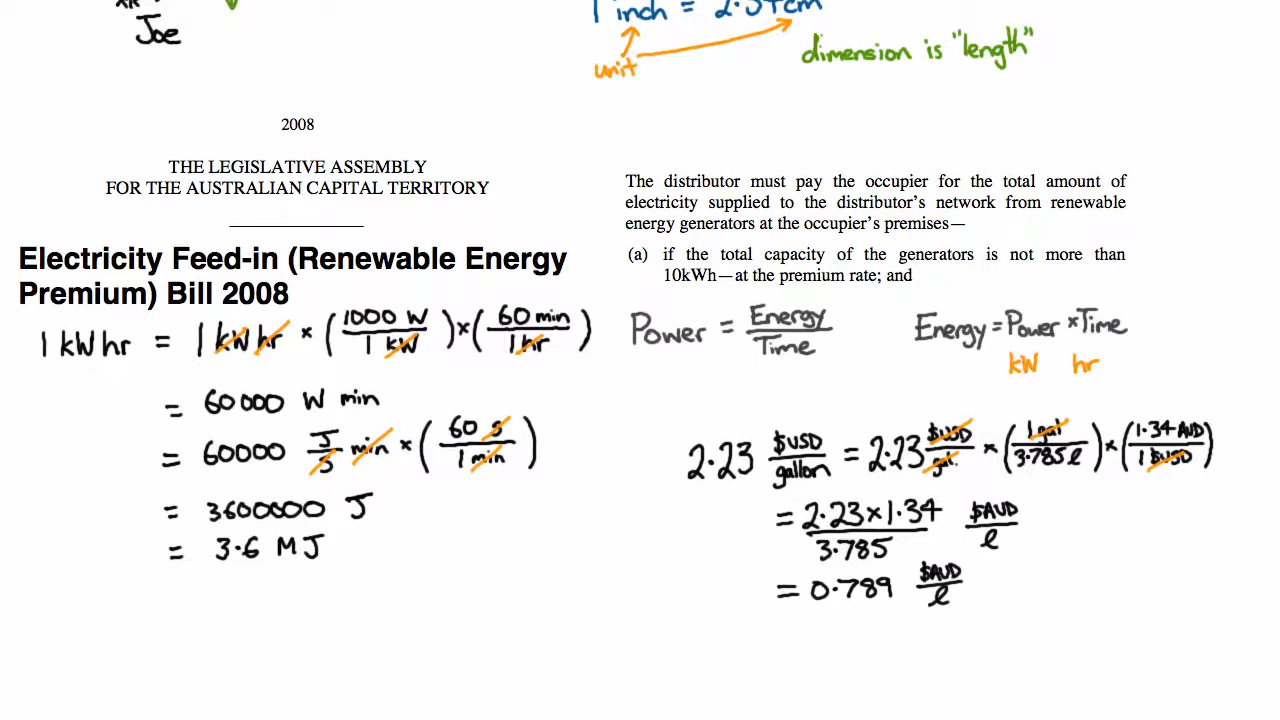 Joe
1 inch = 2.54cm
unit
dimension is "length"
2008
THE LEGISLATIVE ASSEMBLY
FOR THE AUSTRALIAN CAPITAL TERRITORY
Electricity Feed-in (Renewable Energy
Premium) Bill 2008
The distributor must pay the occupier for the total amount of
electricity supplied to the distributor's network from renewable
energy generators at the occupier's premises—
(a) if the total capacity of the generators is not more than
10kWh—at the premium rate; and
1 kW hr = 1 kW hr × (1000 W / 1 kW) × (60 min / 1 hr)
= 60000 W min
= 60000 J/s min × (60 s / 1 min)
= 3600000 J
= 3.6 MJ
Power = Energy / Time
Energy = Power × Time
kW hr
2.23 $USD/gallon = 2.23 $USD/gal. × (1 gal / 3.785 l) × (1.34 AUD / 1 $USD)
= 2.23 × 1.34 / 3.785 $AUD/l
= 0.789 $AUD/l